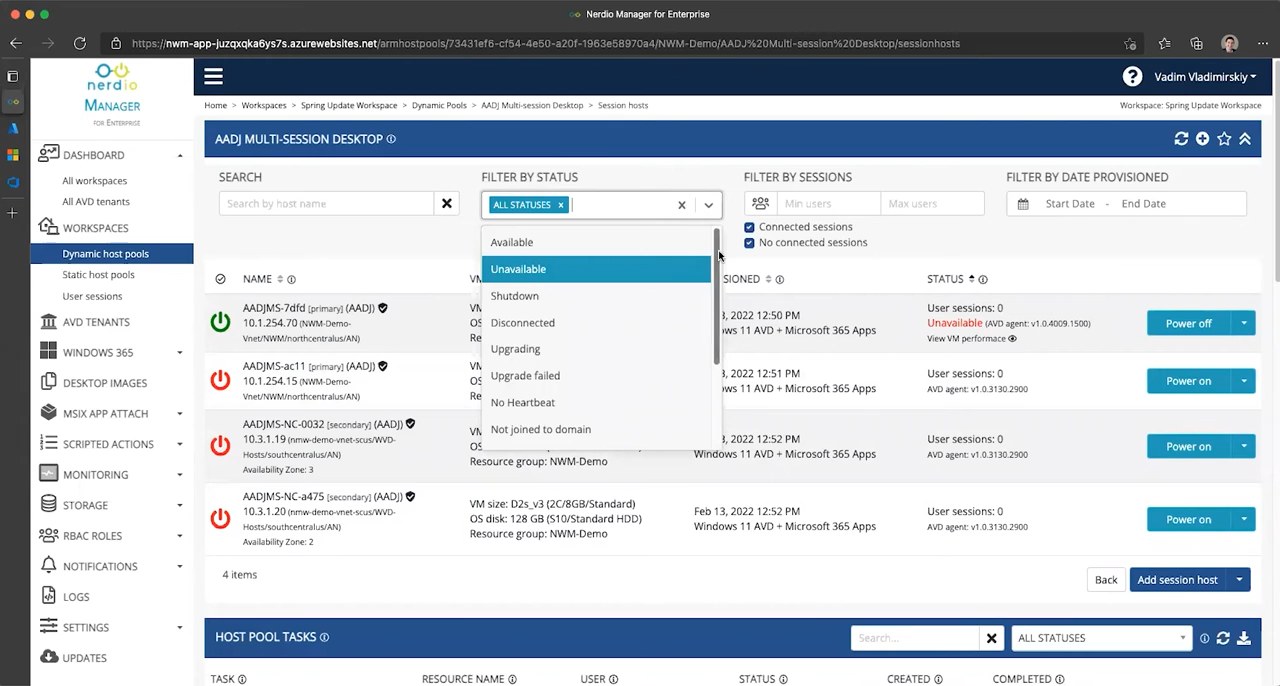 Nerdio Manager for Enterprise
https://nwm-app-juzqxqka6ys7s.azurewebsites.net/armhostpools/73431ef6-cf54-4e50-a20f-1963e58970a4/NWM-Demo/AADJ%20Multi-session%20Desktop/sessionhosts
nerdio
MANAGER
FOR ENTERPRISE
Vadim Vladimirskiy
Home > Workspaces > Spring Update Workspace > Dynamic Pools > AADJ Multi-session Desktop > Session hosts
Workspace: Spring Update Workspace
DASHBOARD
All workspaces
All AVD tenants
WORKSPACES
Dynamic host pools
Static host pools
User sessions
AVD TENANTS
WINDOWS 365
DESKTOP IMAGES
MSIX APP ATTACH
SCRIPTED ACTIONS
MONITORING
STORAGE
RBAC ROLES
NOTIFICATIONS
LOGS
SETTINGS
UPDATES
AADJ MULTI-SESSION DESKTOP
SEARCH
Search by host name
FILTER BY STATUS
ALL STATUSES x
Available
Unavailable
Shutdown
Disconnected
Upgrading
Upgrade failed
No Heartbeat
Not joined to domain
FILTER BY SESSIONS
Min users
Max users
Connected sessions
No connected sessions
FILTER BY DATE PROVISIONED
Start Date - End Date
NAME
STATUS
AADJMS-7dfd [primary] (AADJ)
10.1.254.70 (NWM-Demo-
Vnet/NWM/northcentralus/AN)
3, 2022 12:50 PM
Windows 11 AVD + Microsoft 365 Apps
User sessions: 0
Unavailable (AVD agent: v1.0.4009.1500)
View VM performace
Power off
AADJMS-ac11 [primary] (AADJ)
10.1.254.15 (NWM-Demo-
Vnet/NWM/northcentralus/AN)
3, 2022 12:51 PM
Windows 11 AVD + Microsoft 365 Apps
User sessions: 0
AVD agent: v1.0.3130.2900
Power on
AADJMS-NC-0032 [secondary] (AADJ)
10.3.1.19 (nmw-demo-vnet-scus/WVD-
Hosts/southcentralus/AN)
Availability Zone: 3
Resource group: NWM-Demo
3, 2022 12:52 PM
Windows 11 AVD + Microsoft 365 Apps
User sessions: 0
AVD agent: v1.0.3130.2900
Power on
AADJMS-NC-a475 [secondary] (AADJ)
10.3.1.20 (nmw-demo-vnet-scus/WVD-
Hosts/southcentralus/AN)
Availability Zone: 2
VM size: D2s_v3 (2C/8GB/Standard)
OS disk: 128 GB (S10/Standard HDD)
Resource group: NWM-Demo
Feb 13, 2022 12:52 PM
Windows 11 AVD + Microsoft 365 Apps
User sessions: 0
AVD agent: v1.0.3130.2900
Power on
4 items
Back
Add session host
HOST POOL TASKS
Search...
ALL STATUSES
TASK
RESOURCE NAME
USER
STATUS
CREATED
COMPLETED